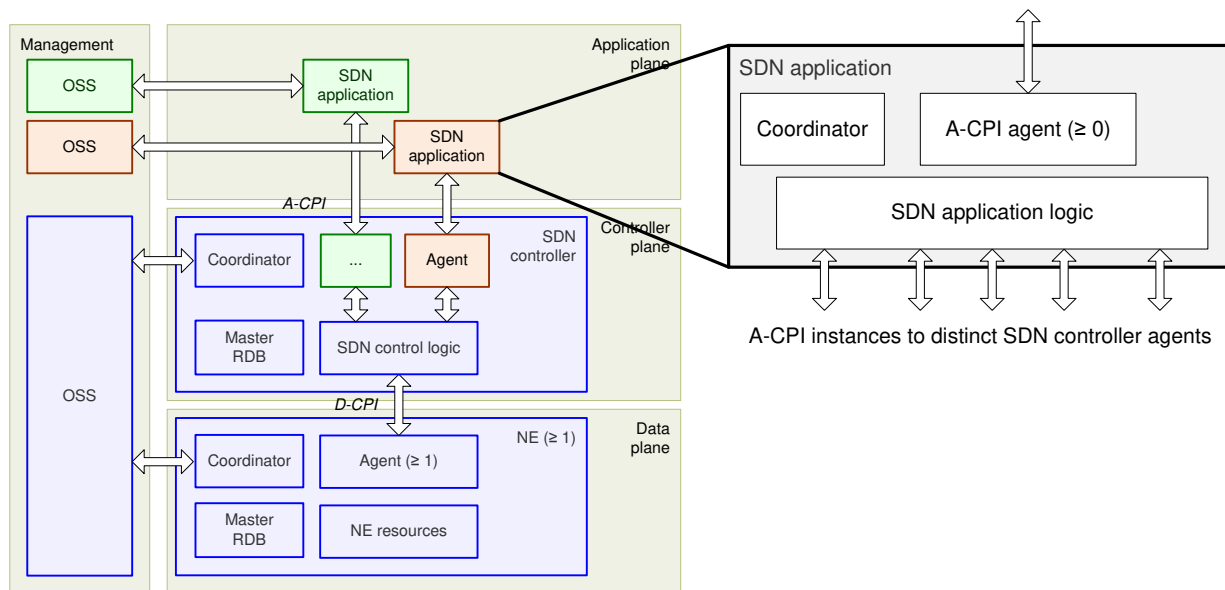 Management
Application
plane
OSS
SDN
application
OSS
SDN
application
A-CPI
Controller
plane
SDN
controller
Coordinator
...
Agent
Master
RDB
SDN control logic
OSS
D-CPI
Data
plane
NE (≥ 1)
Coordinator
Agent (≥ 1)
Master
RDB
NE resources
SDN application
Coordinator
A-CPI agent (≥ 0)
SDN application logic
A-CPI instances to distinct SDN controller agents